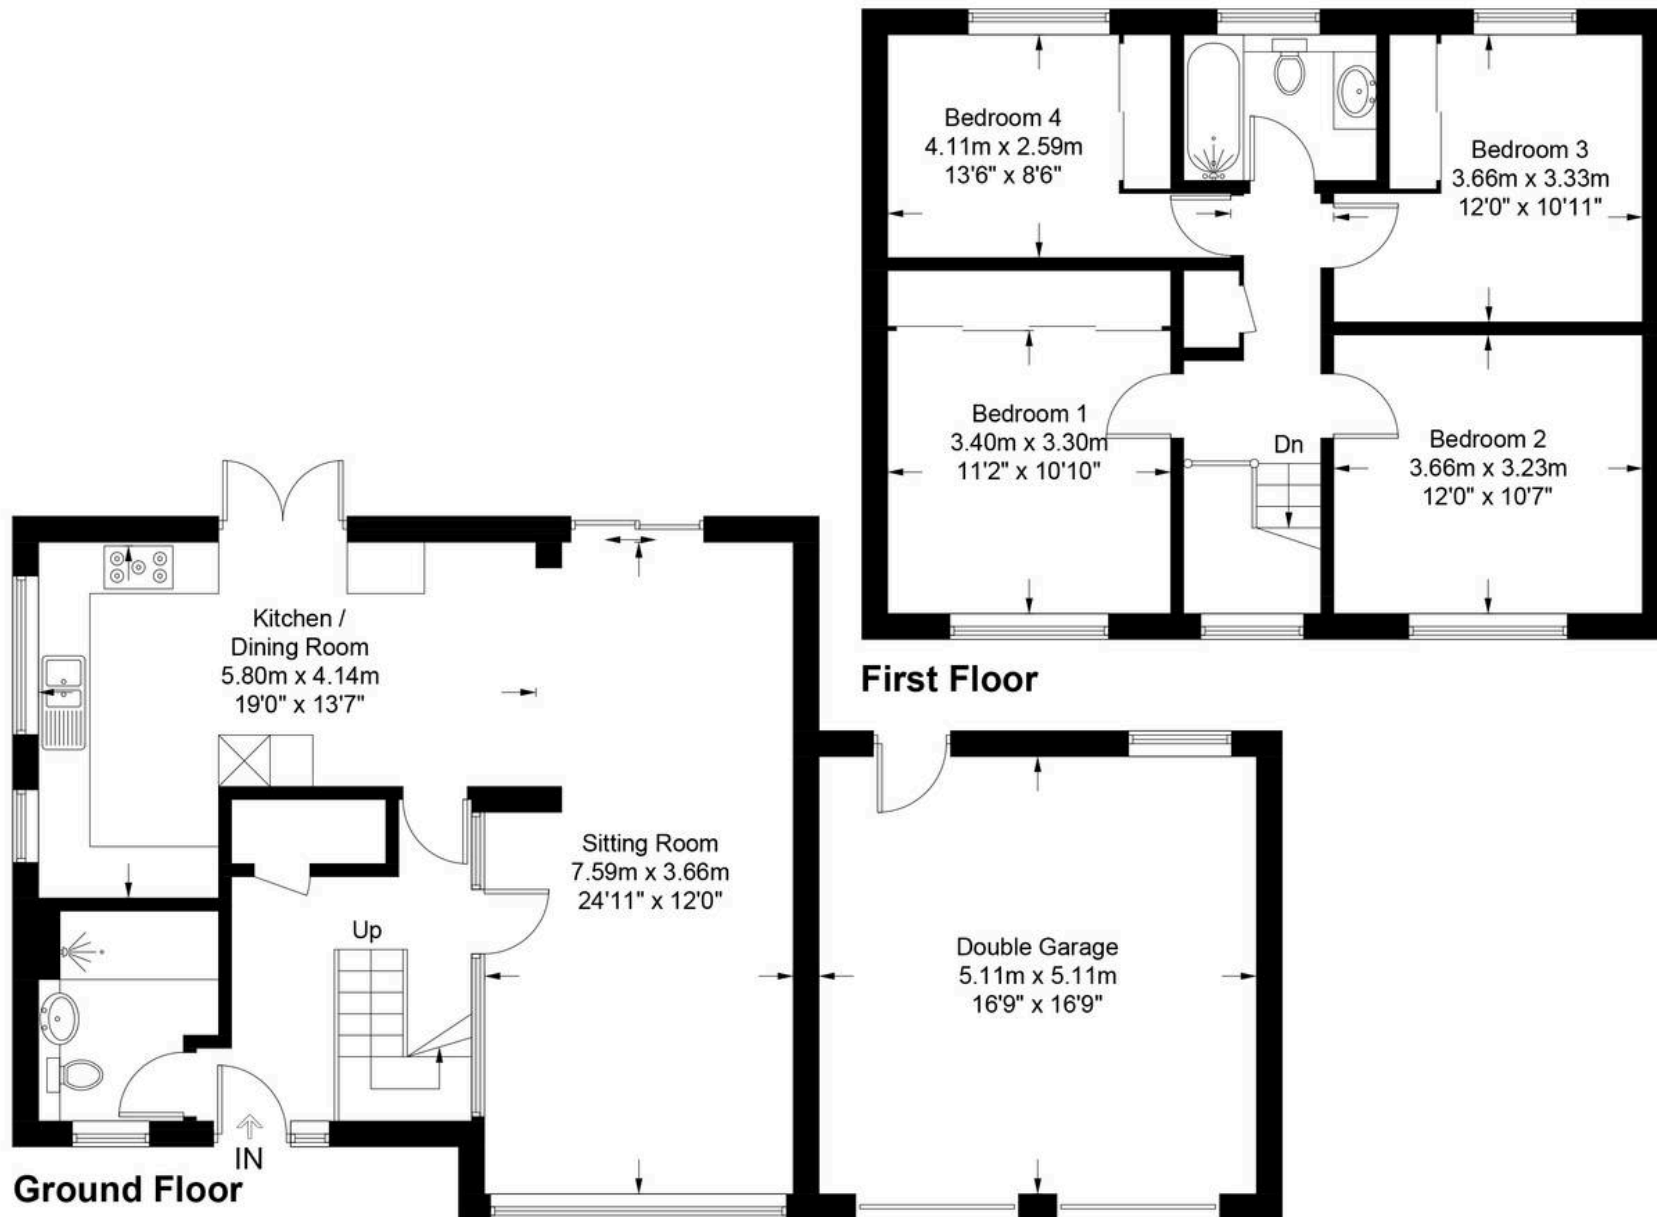 Bedroom 4
4.11m x 2.59m
13'6" x 8'6"
Bedroom 3
3.66m x 3.33m
12'0" x 10'11"
Bedroom 1
3.40m x 3.30m
11'2" x 10'10"
Dn
Bedroom 2
3.66m x 3.23m
12'0" x 10'7"
First Floor
Kitchen /
Dining Room
5.80m x 4.14m
19'0" x 13'7"
Sitting Room
7.59m x 3.66m
24'11" x 12'0"
Up
Double Garage
5.11m x 5.11m
16'9" x 16'9"
IN
Ground Floor